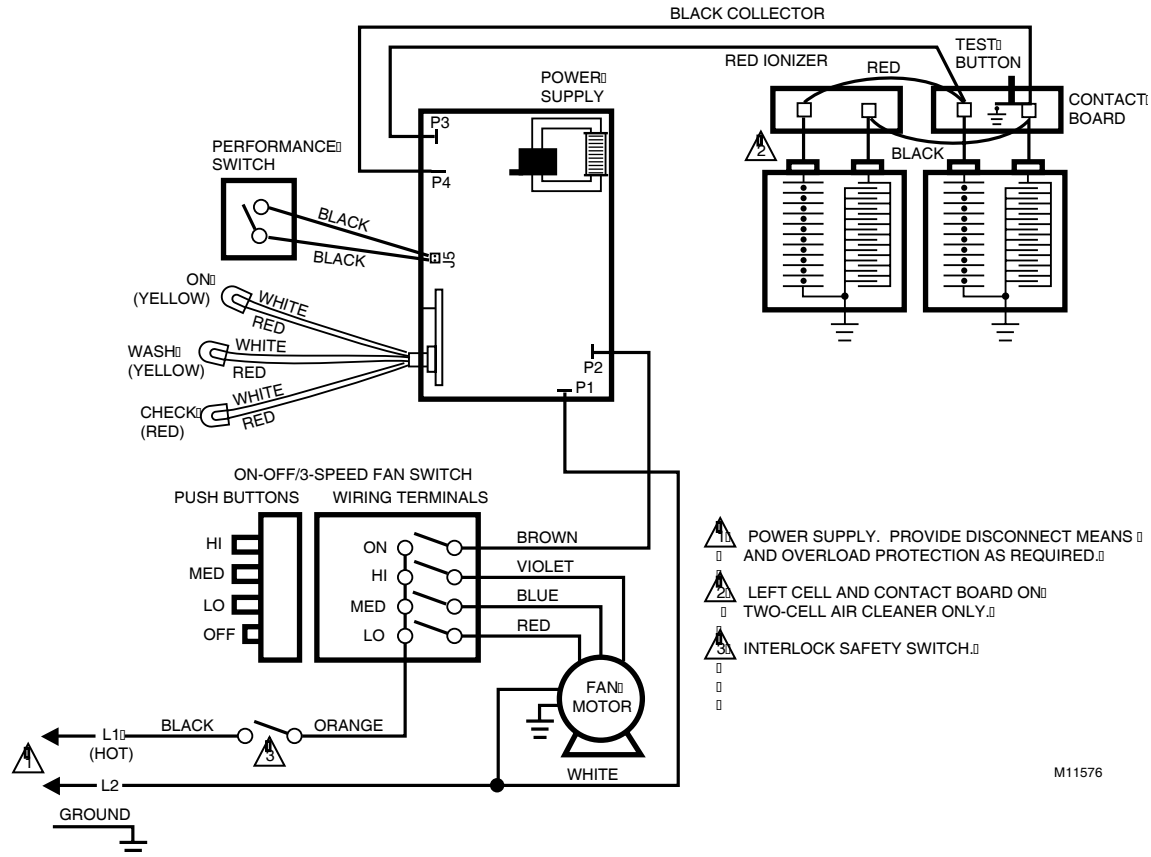 BLACK COLLECTOR
RED IONIZER
RED
TEST
BUTTON
CONTACT
BOARD
BLACK
2
POWER
SUPPLY
P3
P4
PERFORMANCE
SWITCH
BLACK
BLACK
J5
ON
(YELLOW)
WHITE
RED
WASH
(YELLOW)
WHITE
RED
CHECK
(RED)
WHITE
RED
P2
P1
ON-OFF/3-SPEED FAN SWITCH
PUSH BUTTONS
WIRING TERMINALS
HI
MED
LO
OFF
ON
HI
MED
LO
BROWN
VIOLET
BLUE
RED
FAN
MOTOR
1 POWER SUPPLY. PROVIDE DISCONNECT MEANS
AND OVERLOAD PROTECTION AS REQUIRED.
2 LEFT CELL AND CONTACT BOARD ON
TWO-CELL AIR CLEANER ONLY.
3 INTERLOCK SAFETY SWITCH.
1
L1
(HOT)
BLACK
3
ORANGE
L2
WHITE
GROUND
M11576